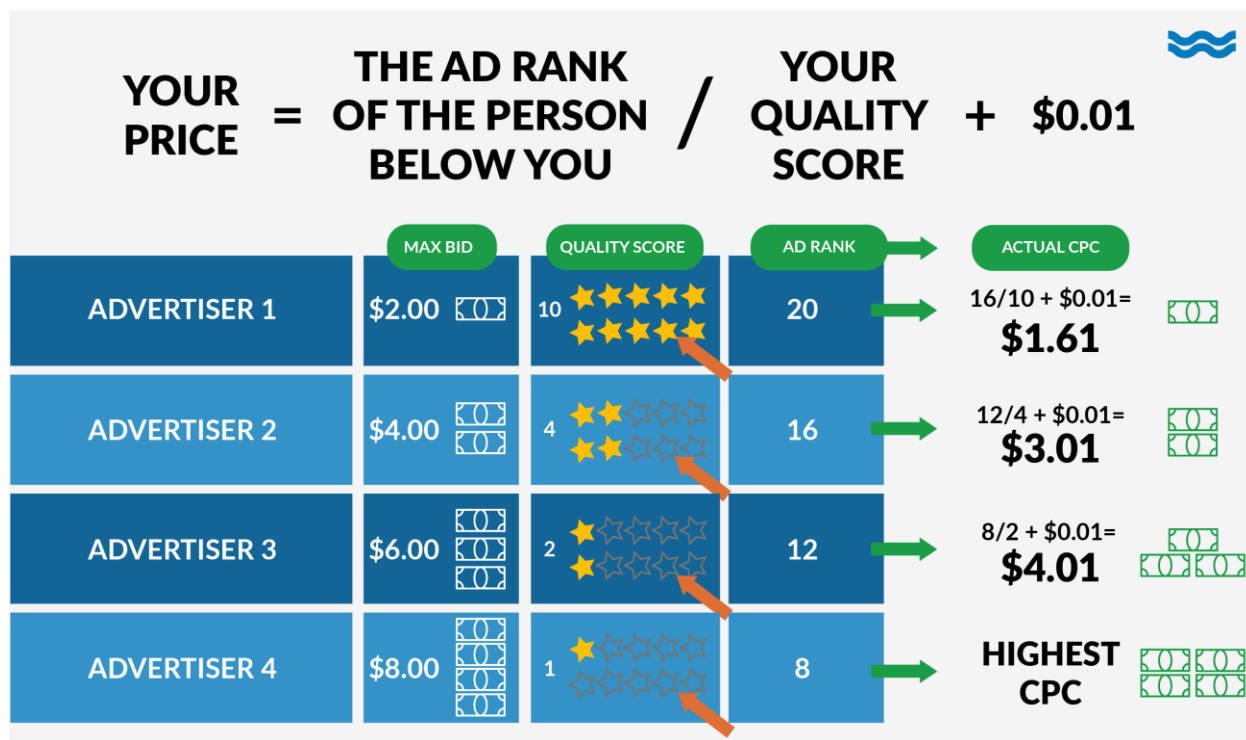 YOUR PRICE = THE AD RANK OF THE PERSON BELOW YOU / YOUR QUALITY SCORE + $0.01
MAX BID QUALITY SCORE AD RANK ACTUAL CPC
ADVERTISER 1 $2.00 10 20 16/10 + $0.01= $1.61
ADVERTISER 2 $4.00 4 16 12/4 + $0.01= $3.01
ADVERTISER 3 $6.00 2 12 8/2 + $0.01= $4.01
ADVERTISER 4 $8.00 1 8 HIGHEST CPC